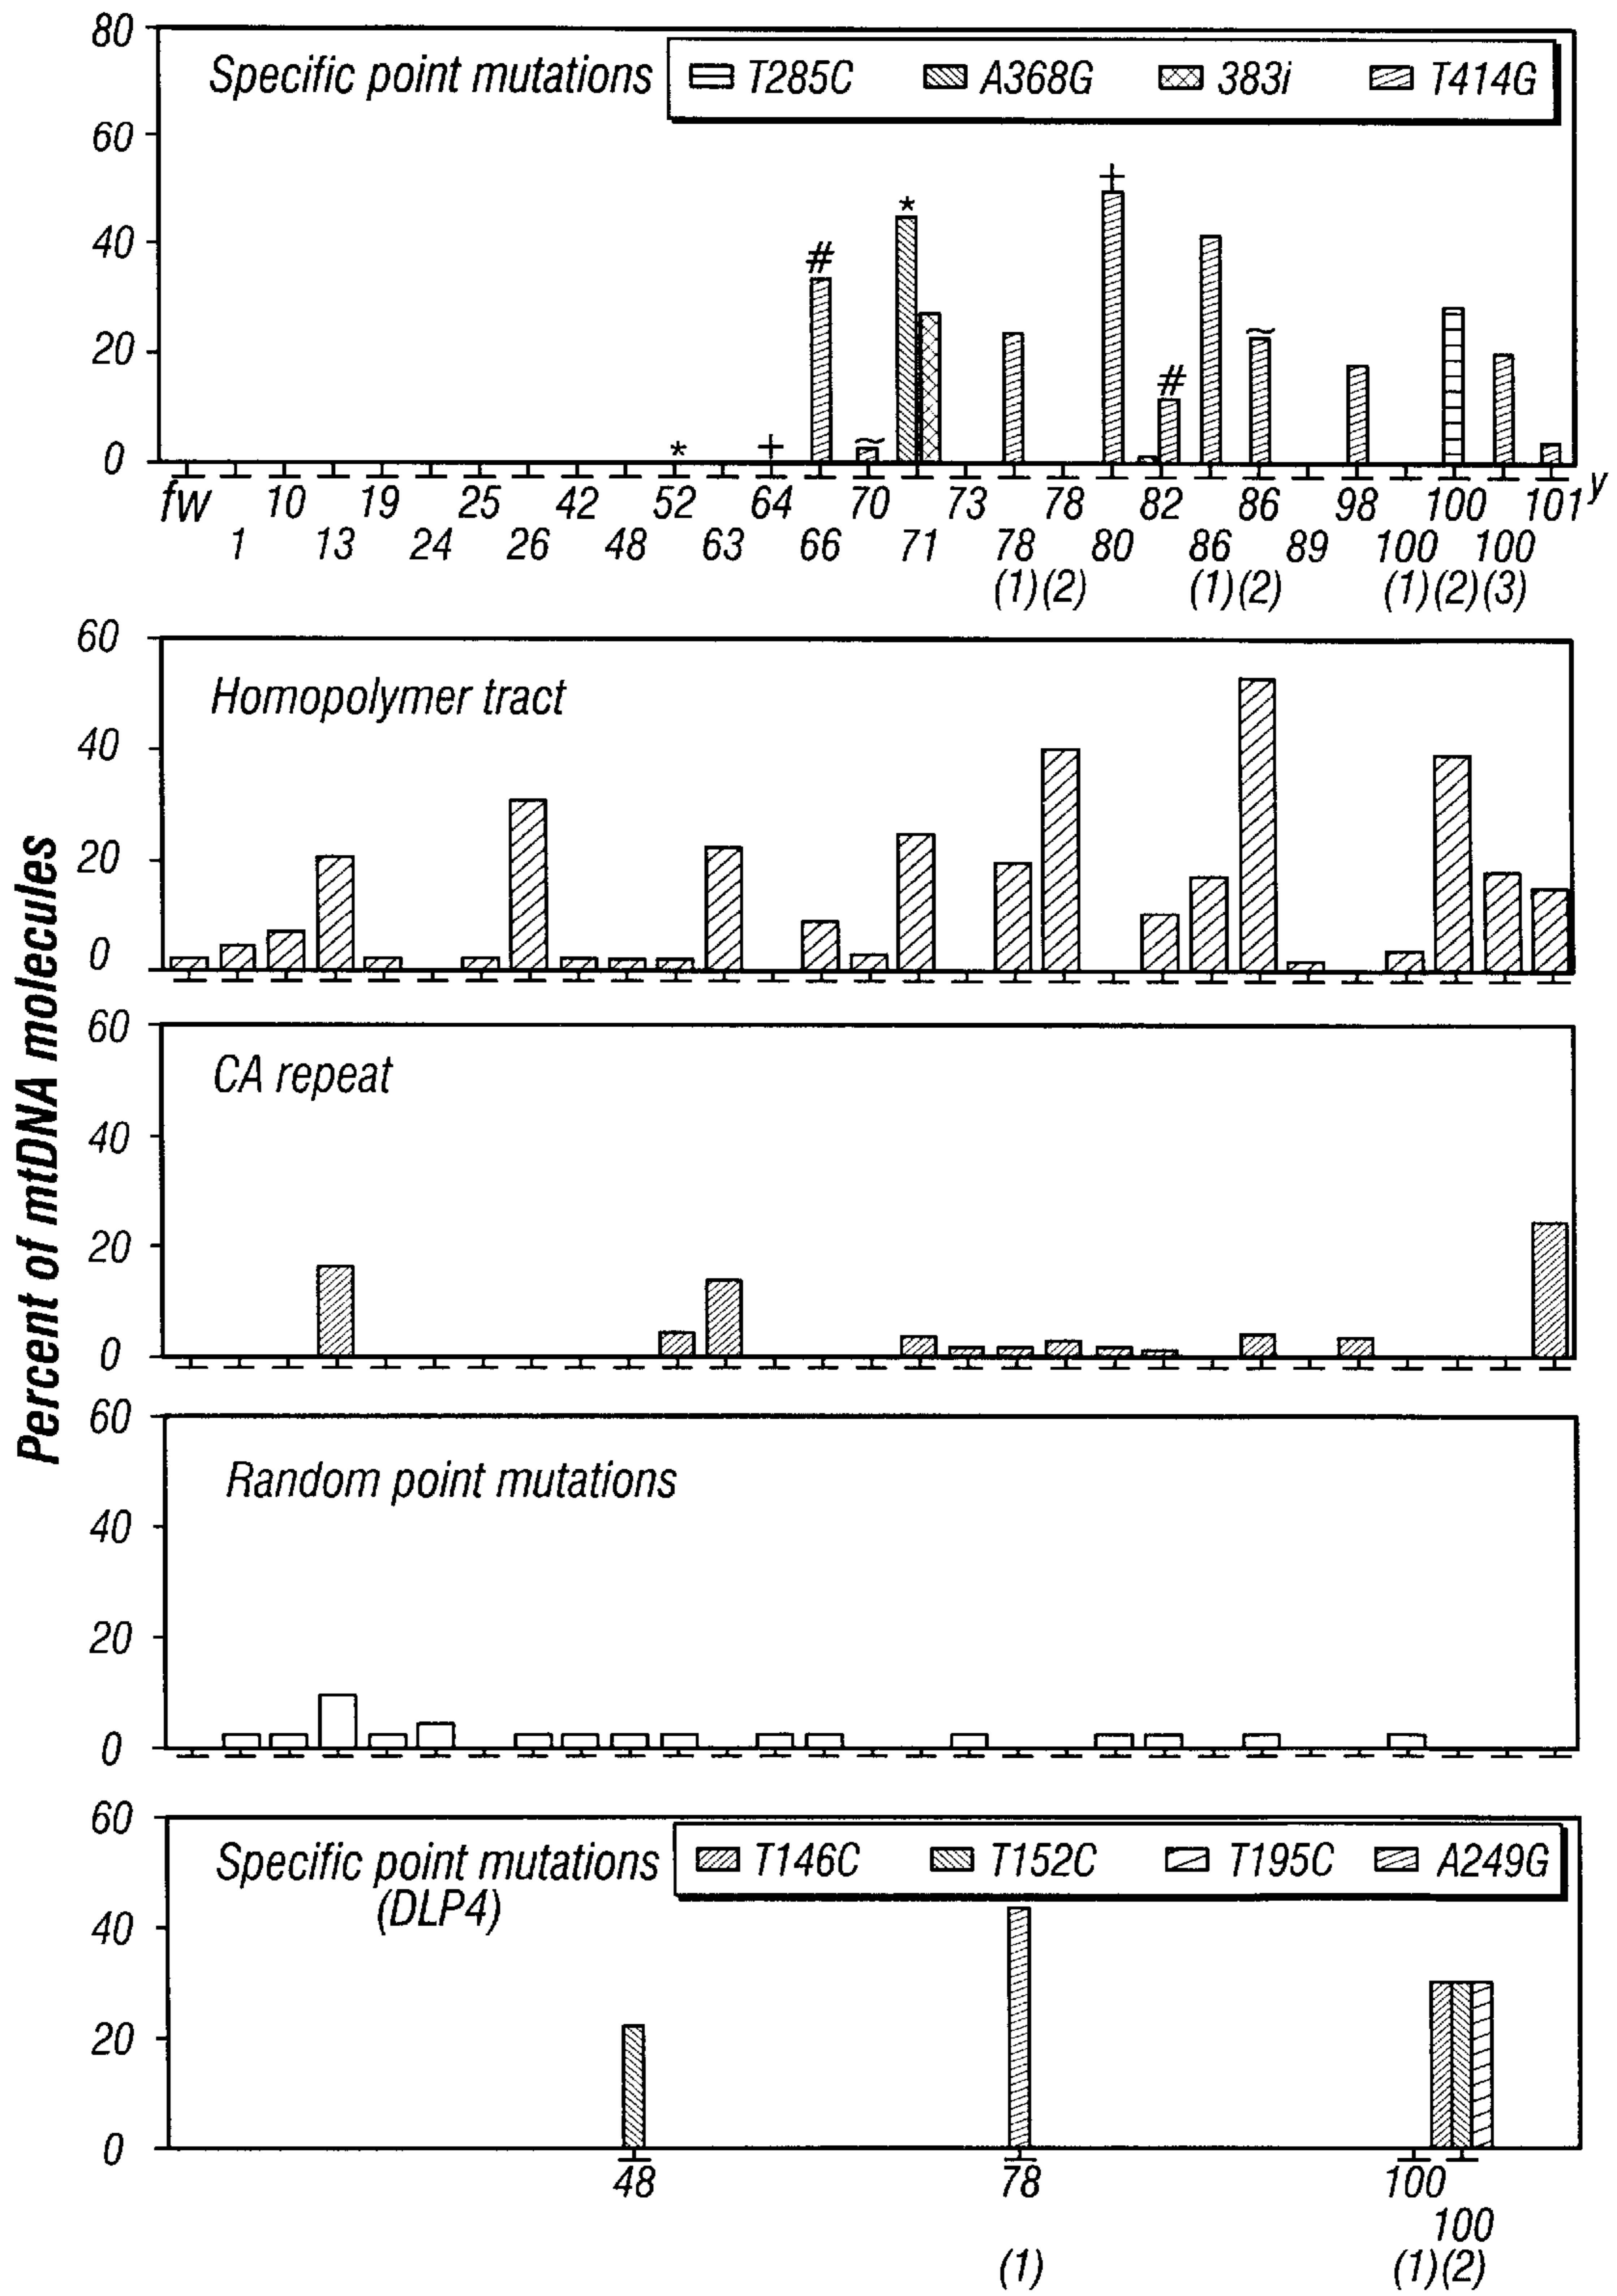 80
Specific point mutations T285C A368G 383i T414G
60
+
*
40
#
20
~
#
0
* + ~
fw 10 19 25 42 52 64 70 73 78 82 86 98 100 101 y
1 13 24 26 48 63 66 71 78 80 86 89 100 100
(1) (2) (1) (2) (1) (2) (3)
Percent of mtDNA molecules
60
Homopolymer tract
40
20
0
60
CA repeat
40
20
0
60
Random point mutations
40
20
0
60
Specific point mutations T146C T152C T195C A249G
(DLP4)
40
20
0
48 78 100
100
(1) (1) (2)